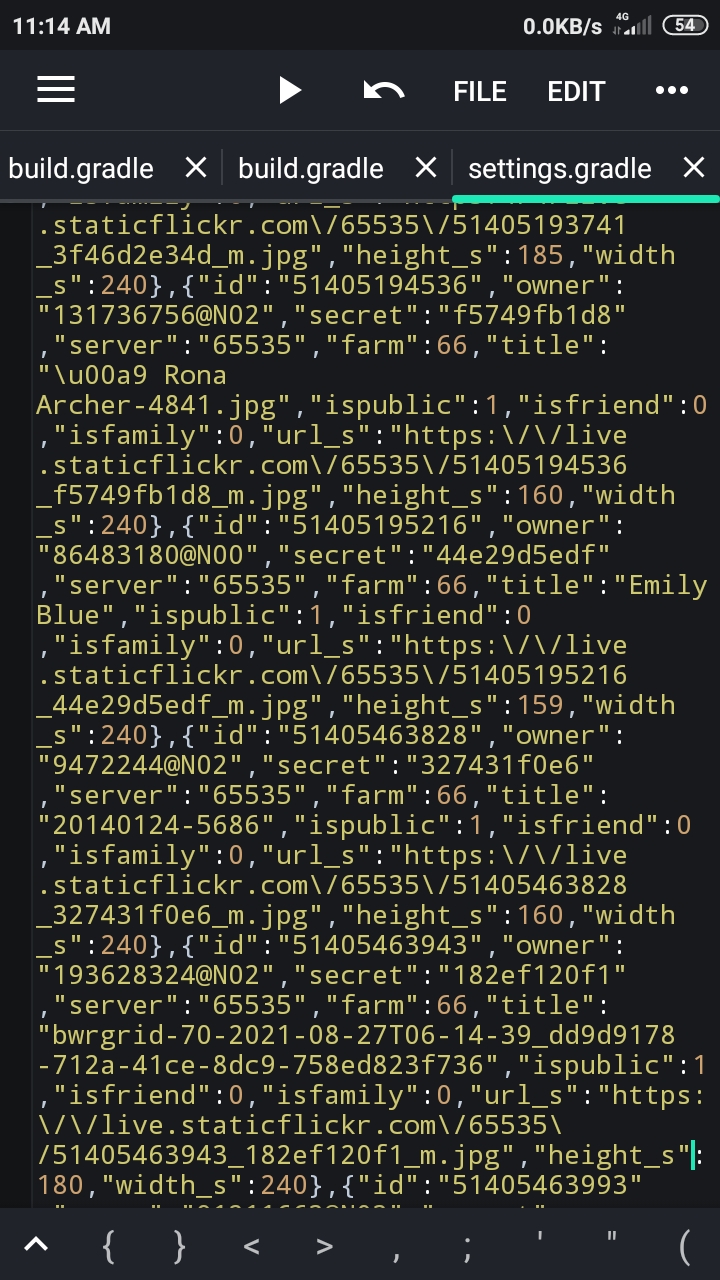 11:14 AM
0.0KB/s 4G 54
FILE EDIT
build.gradle build.gradle settings.gradle
.staticflickr.com\/65535\/51405193741
_3f46d2e34d_m.jpg","height_s":185,"width
_s":240},{"id":"51405194536","owner":
"131736756@N02","secret":"f5749fb1d8"
,"server":"65535","farm":66,"title":
"\u00a9 Rona
Archer-4841.jpg","ispublic":1,"isfriend":0
,"isfamily":0,"url_s":"https:\/\/live
.staticflickr.com\/65535\/51405194536
_f5749fb1d8_m.jpg","height_s":160,"width
_s":240},{"id":"51405195216","owner":
"86483180@N00","secret":"44e29d5edf"
,"server":"65535","farm":66,"title":"Emily
Blue","ispublic":1,"isfriend":0
,"isfamily":0,"url_s":"https:\/\/live
.staticflickr.com\/65535\/51405195216
_44e29d5edf_m.jpg","height_s":159,"width
_s":240},{"id":"51405463828","owner":
"9472244@N02","secret":"327431f0e6"
,"server":"65535","farm":66,"title":
"20140124-5686","ispublic":1,"isfriend":0
,"isfamily":0,"url_s":"https:\/\/live
.staticflickr.com\/65535\/51405463828
_327431f0e6_m.jpg","height_s":160,"width
_s":240},{"id":"51405463943","owner":
"193628324@N02","secret":"182ef120f1"
,"server":"65535","farm":66,"title":
"bwrgrid-70-2021-08-27T06-14-39_dd9d9178
-712a-41ce-8dc9-758ed823f736","ispublic":1
,"isfriend":0,"isfamily":0,"url_s":"https:
\/\/live.staticflickr.com\/65535\
/51405463943_182ef120f1_m.jpg","height_s":
180,"width_s":240},{"id":"51405463993"
{ } < > , ; ' " (